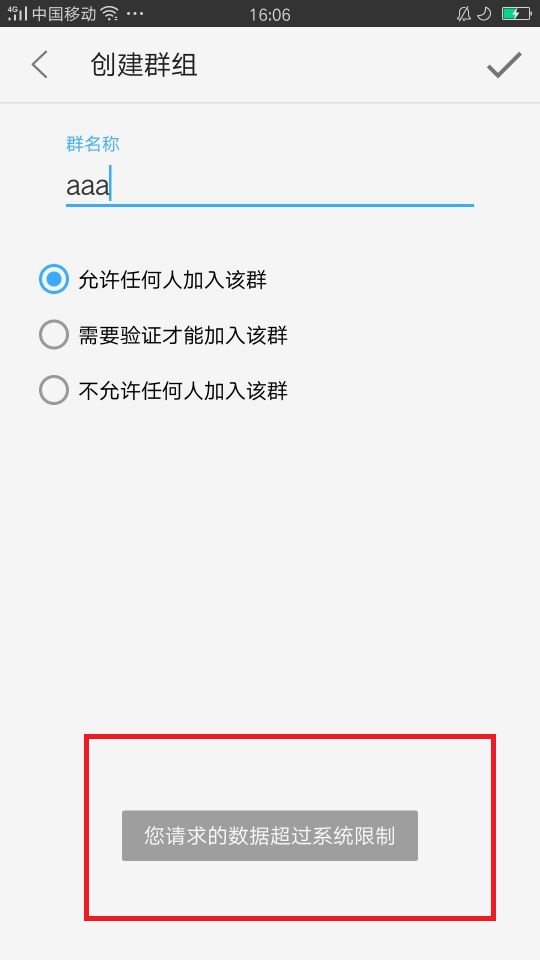 4G 中国移动 ... 16:06
创建群组
群名称
aaa
允许任何人加入该群
需要验证才能加入该群
不允许任何人加入该群
您请求的数据超过系统限制